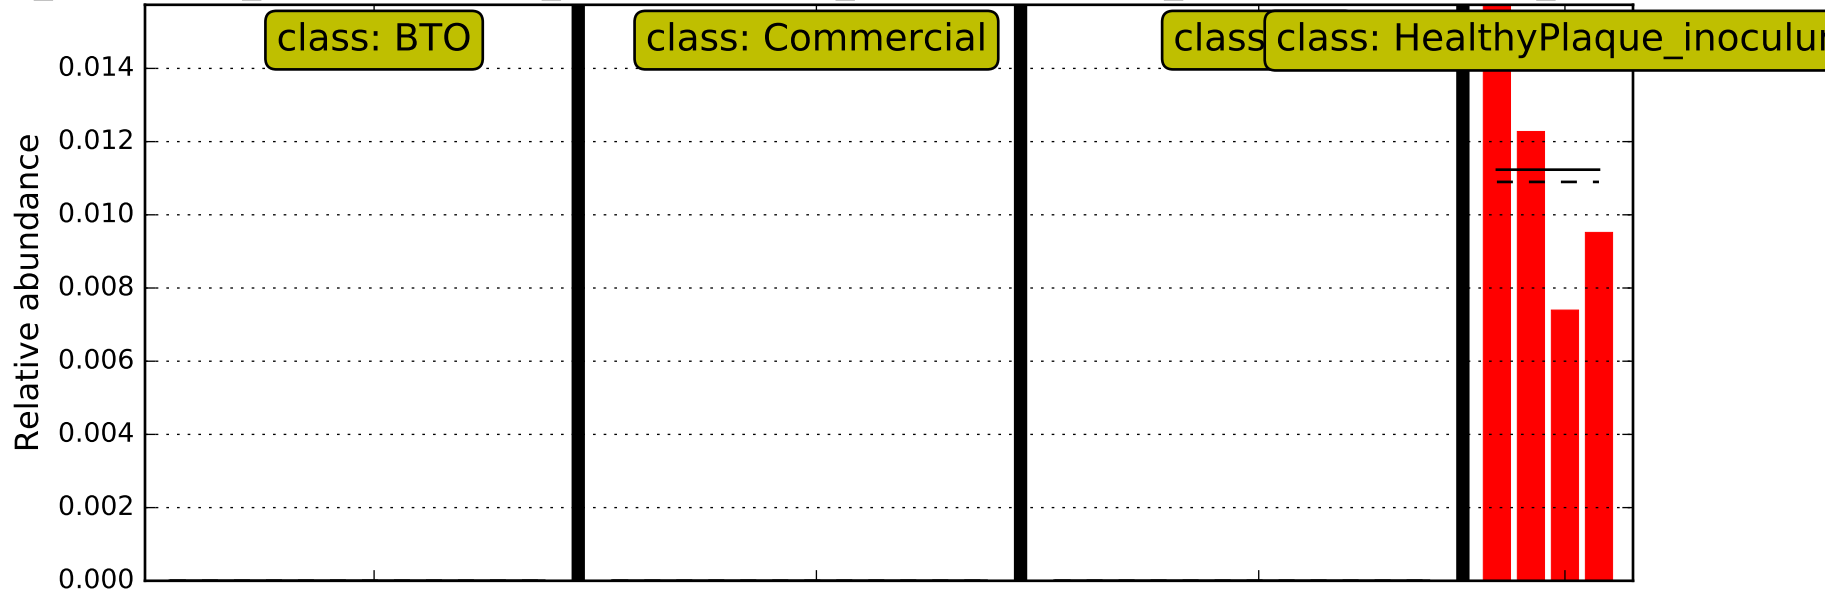 class: BTO
class: Commercial
class
class: HealthyPlaque_inoculu
Relative abundance
0.014
0.012
0.010
0.008
0.006
0.004
0.002
0.000